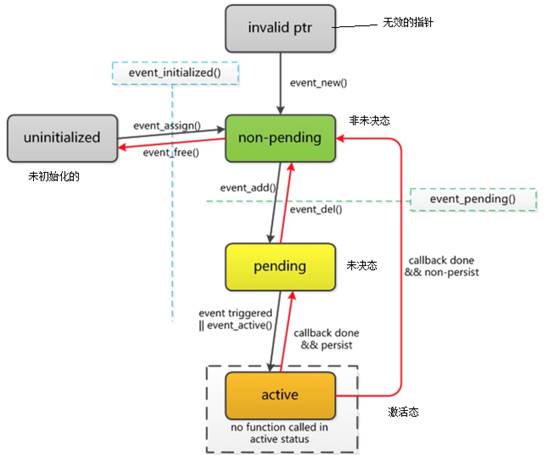 invalid ptr
无效的指针
event_initialized()
event_new()
uninitialized
event_assign()
event_free()
non-pending
非未决态
未初始化的
event_add()
event_del()
event_pending()
pending
未决态
callback done
&& non-persist
event triggered
|| event_active()
callback done
&& persist
active
激活态
no function called in
active status